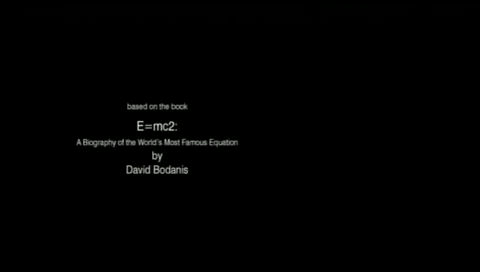 based on the book
E=mc2:
A Biography of the World's Most Famous Equation
by
David Bodanis